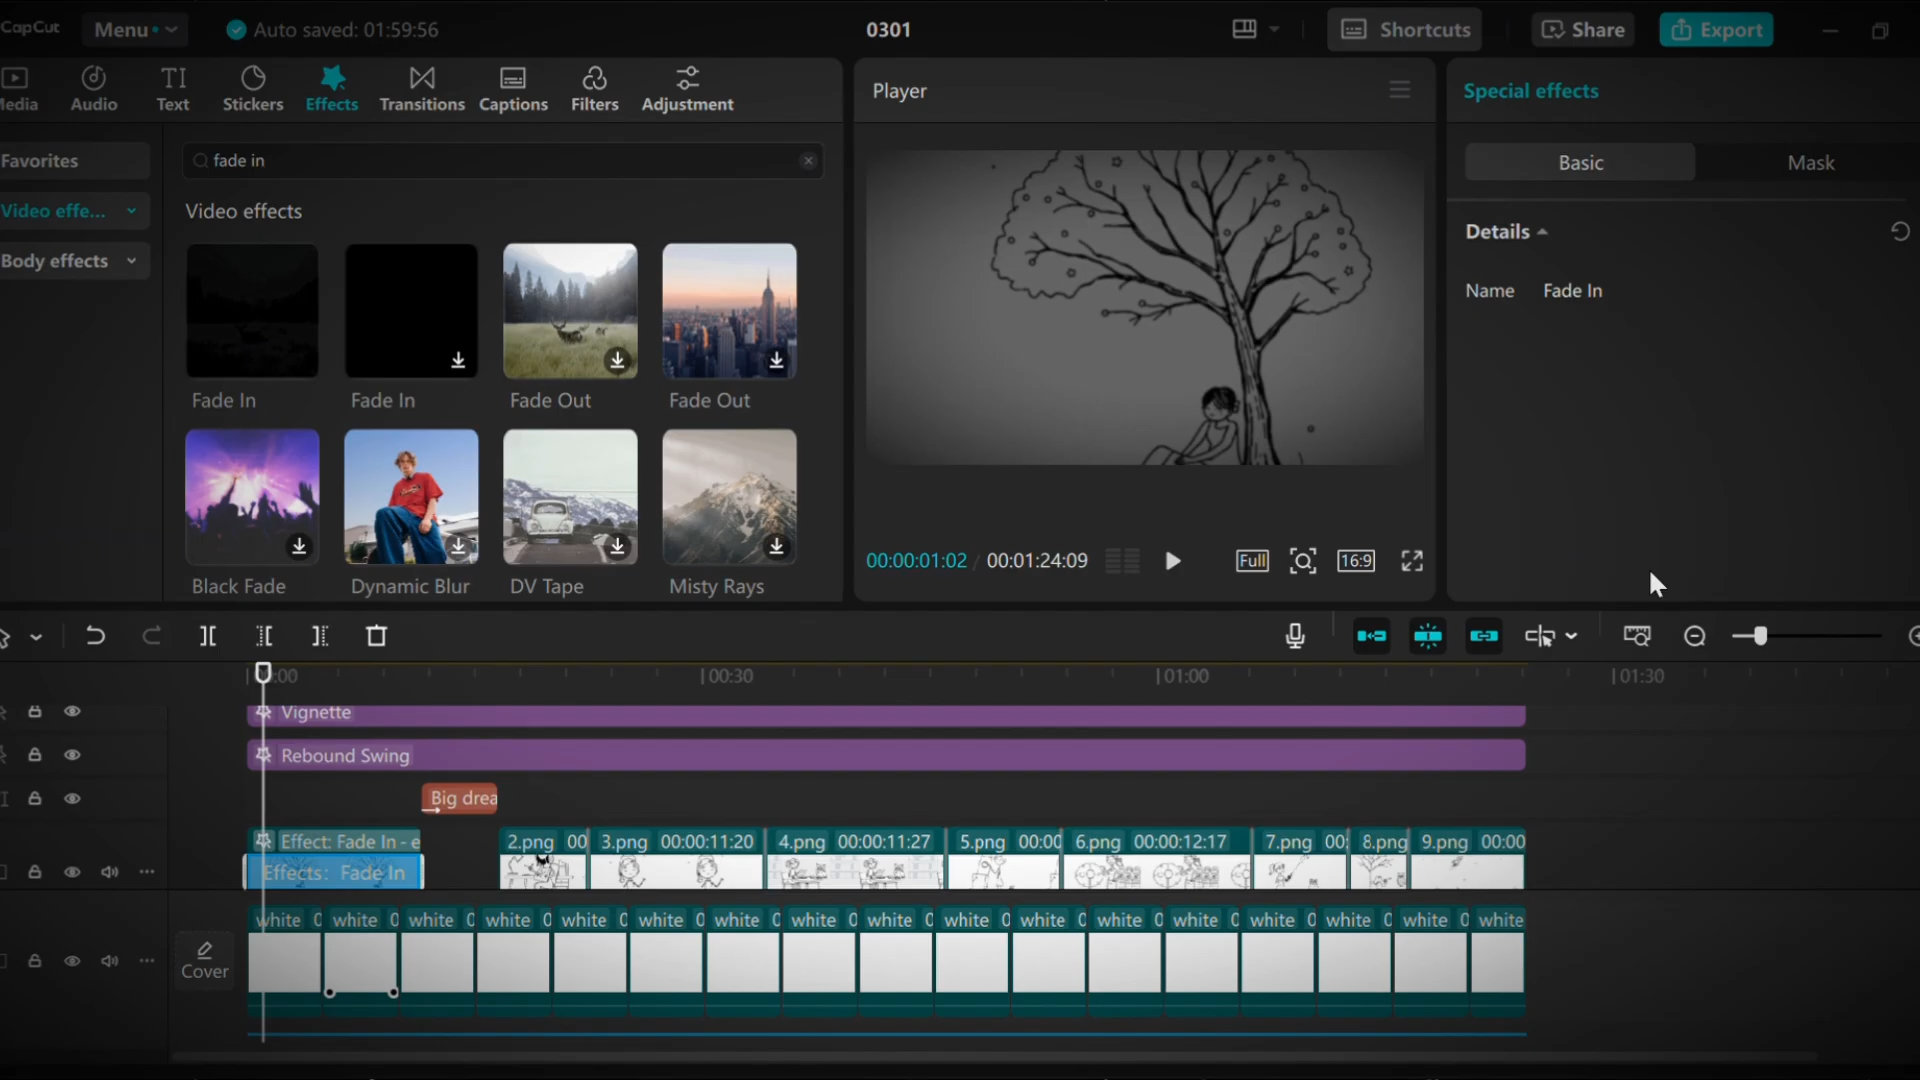 CapCut
Menu
Auto saved: 01:59:56
0301
Shortcuts
Share
Export
Media
Audio
Text
Stickers
Effects
Transitions
Captions
Filters
Adjustment
Player
Special effects
Favorites
Video effe...
Body effects
fade in
Video effects
Fade In
Fade In
Fade Out
Fade Out
Black Fade
Dynamic Blur
DV Tape
Misty Rays
00:00:01:02 / 00:01:24:09
Full
16:9
Basic
Mask
Details
Name Fade In
00:00
00:30
01:00
01:30
Vignette
Rebound Swing
Big drea
Effect: Fade In - e
Effects: Fade In
2.png 00
3.png 00:00:11:20
4.png 00:00:11:27
5.png 00:00
6.png 00:00:12:17
7.png 00:
8.png
9.png 00:00
Cover
white 0 white 0 white 0 white 0 white 0 white 0 white 0 white 0 white 0 white 0 white 0 white 0 white 0 white 0 white 0 white 0 white